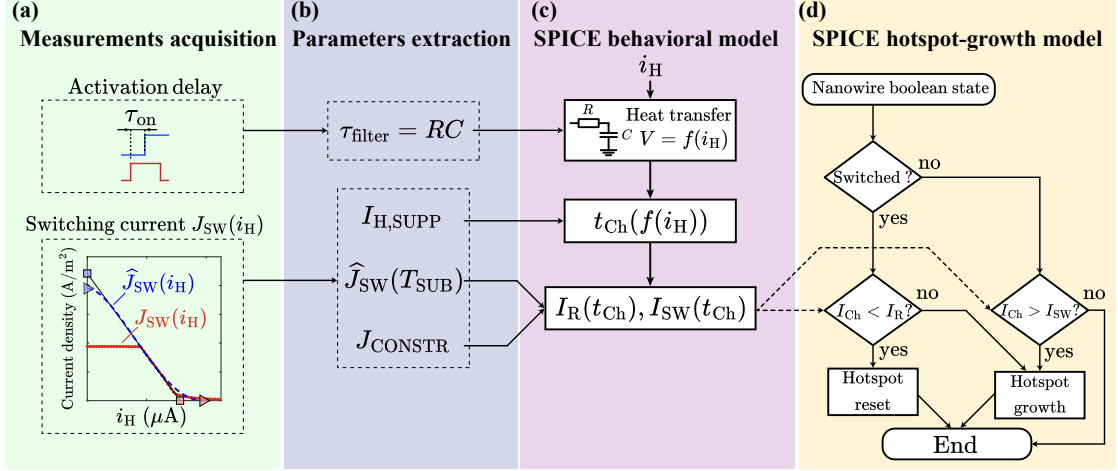 (a)
Measurements acquisition
Activation delay
τon
Switching current JSW(iH)
Current density (A/m²)
ĴSW(iH)
JSW(iH)
iH (μA)
(b)
Parameters extraction
τfilter = RC
IH,SUPP
ĴSW(TSUB)
JCONSTR
(c)
SPICE behavioral model
iH
R
C
Heat transfer
V = f(iH)
tCh(f(iH))
IR(tCh), ISW(tCh)
(d)
SPICE hotspot-growth model
Nanowire boolean state
Switched ?
no
yes
ICh < IR?
no
ICh > ISW?
no
yes
yes
Hotspot
reset
Hotspot
growth
End